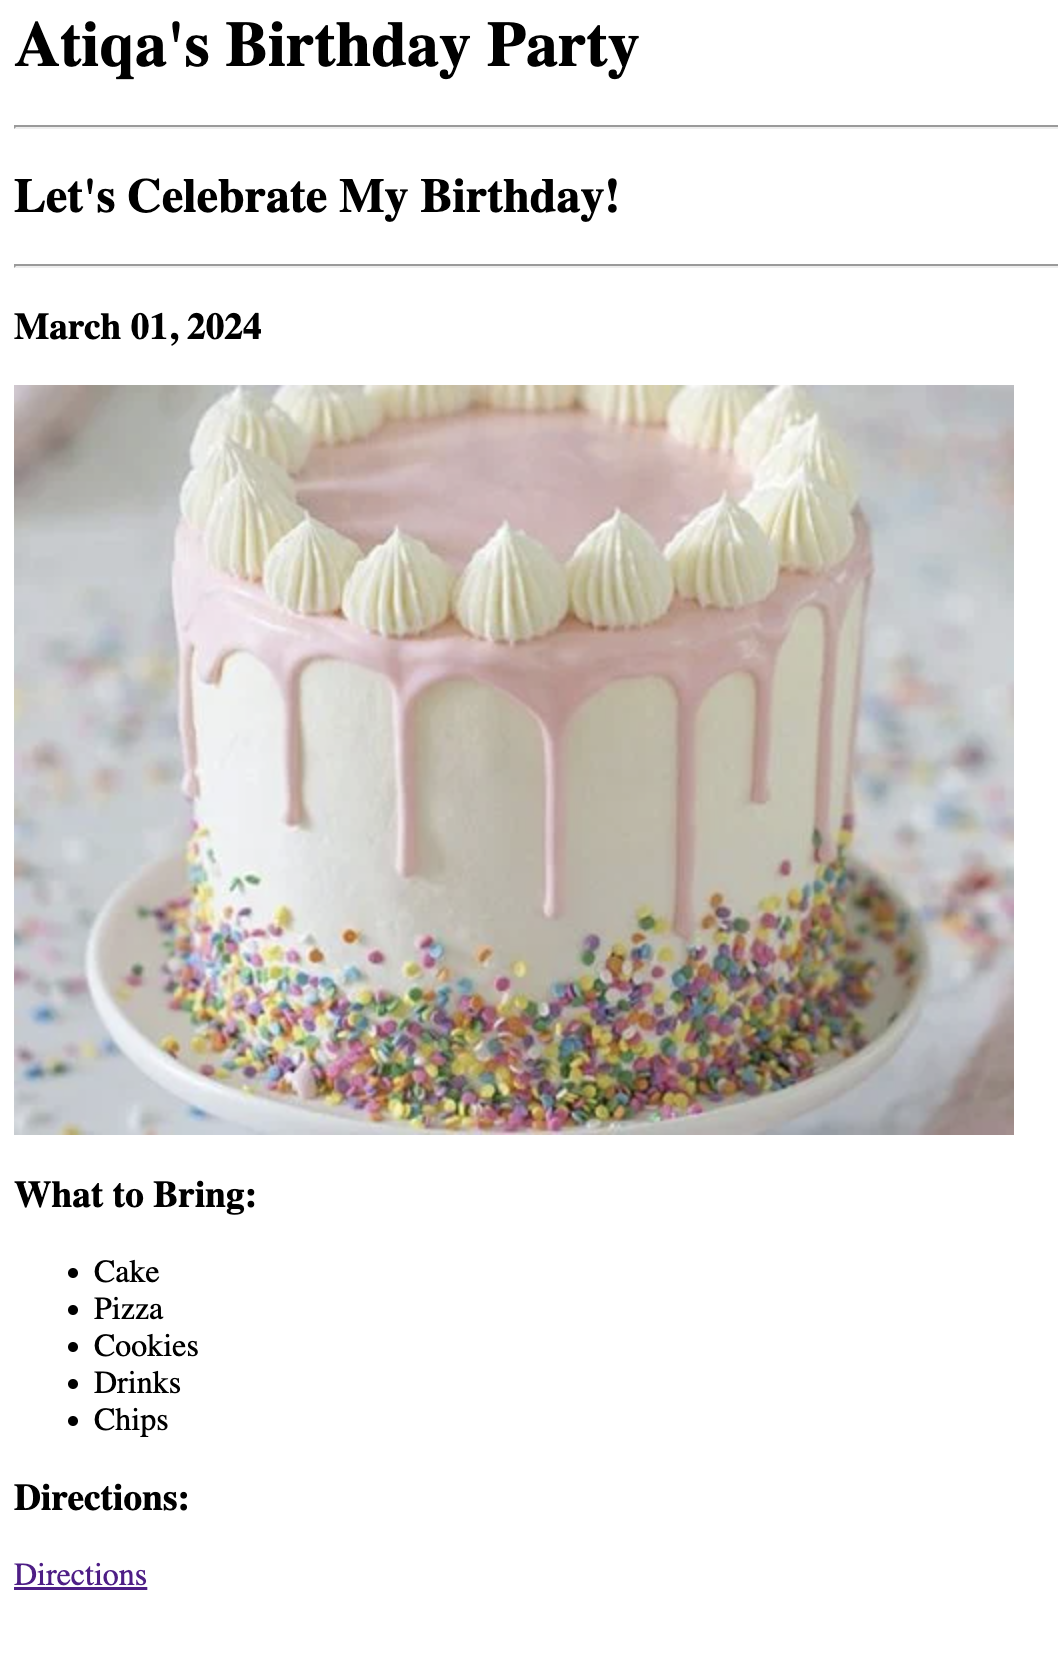 Atiqa's Birthday Party
Let's Celebrate My Birthday!
March 01, 2024
What to Bring:
Cake
Pizza
Cookies
Drinks
Chips
Directions:
Directions